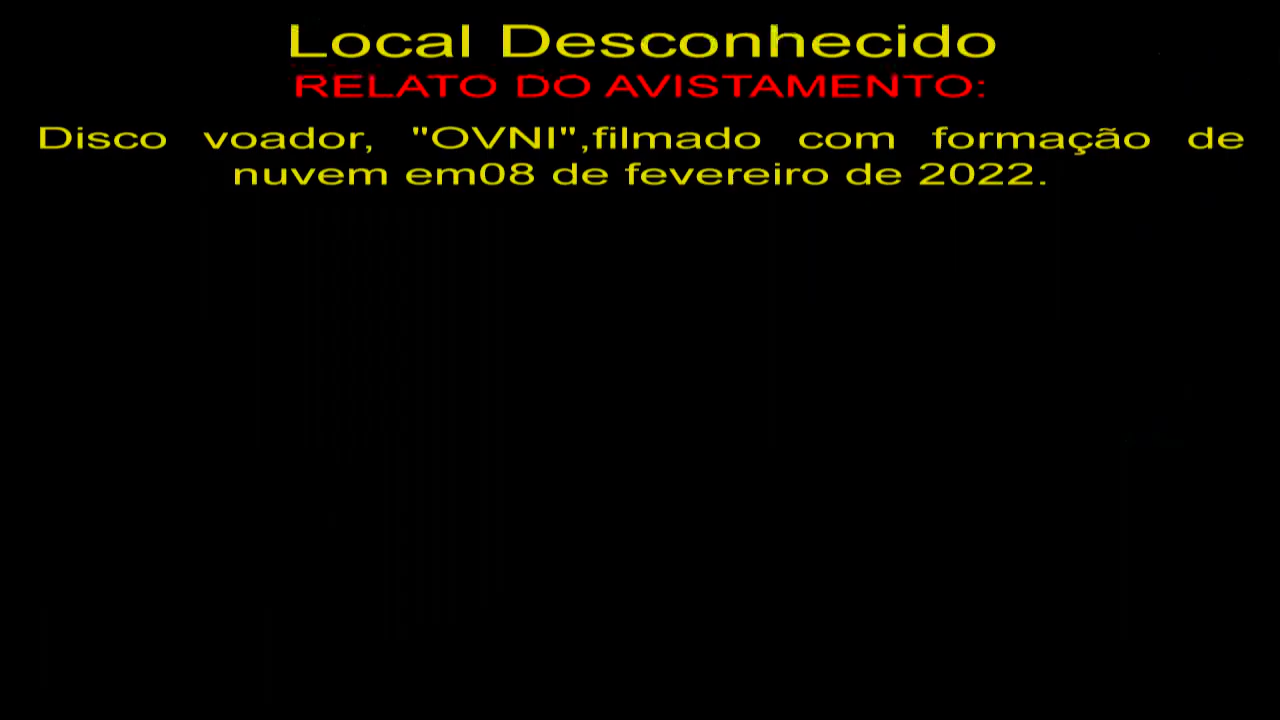 Local Desconhecido
RELATO DO AVISTAMENTO:
Disco voador, "OVNI",filmado com formação de
nuvem em08 de fevereiro de 2022.